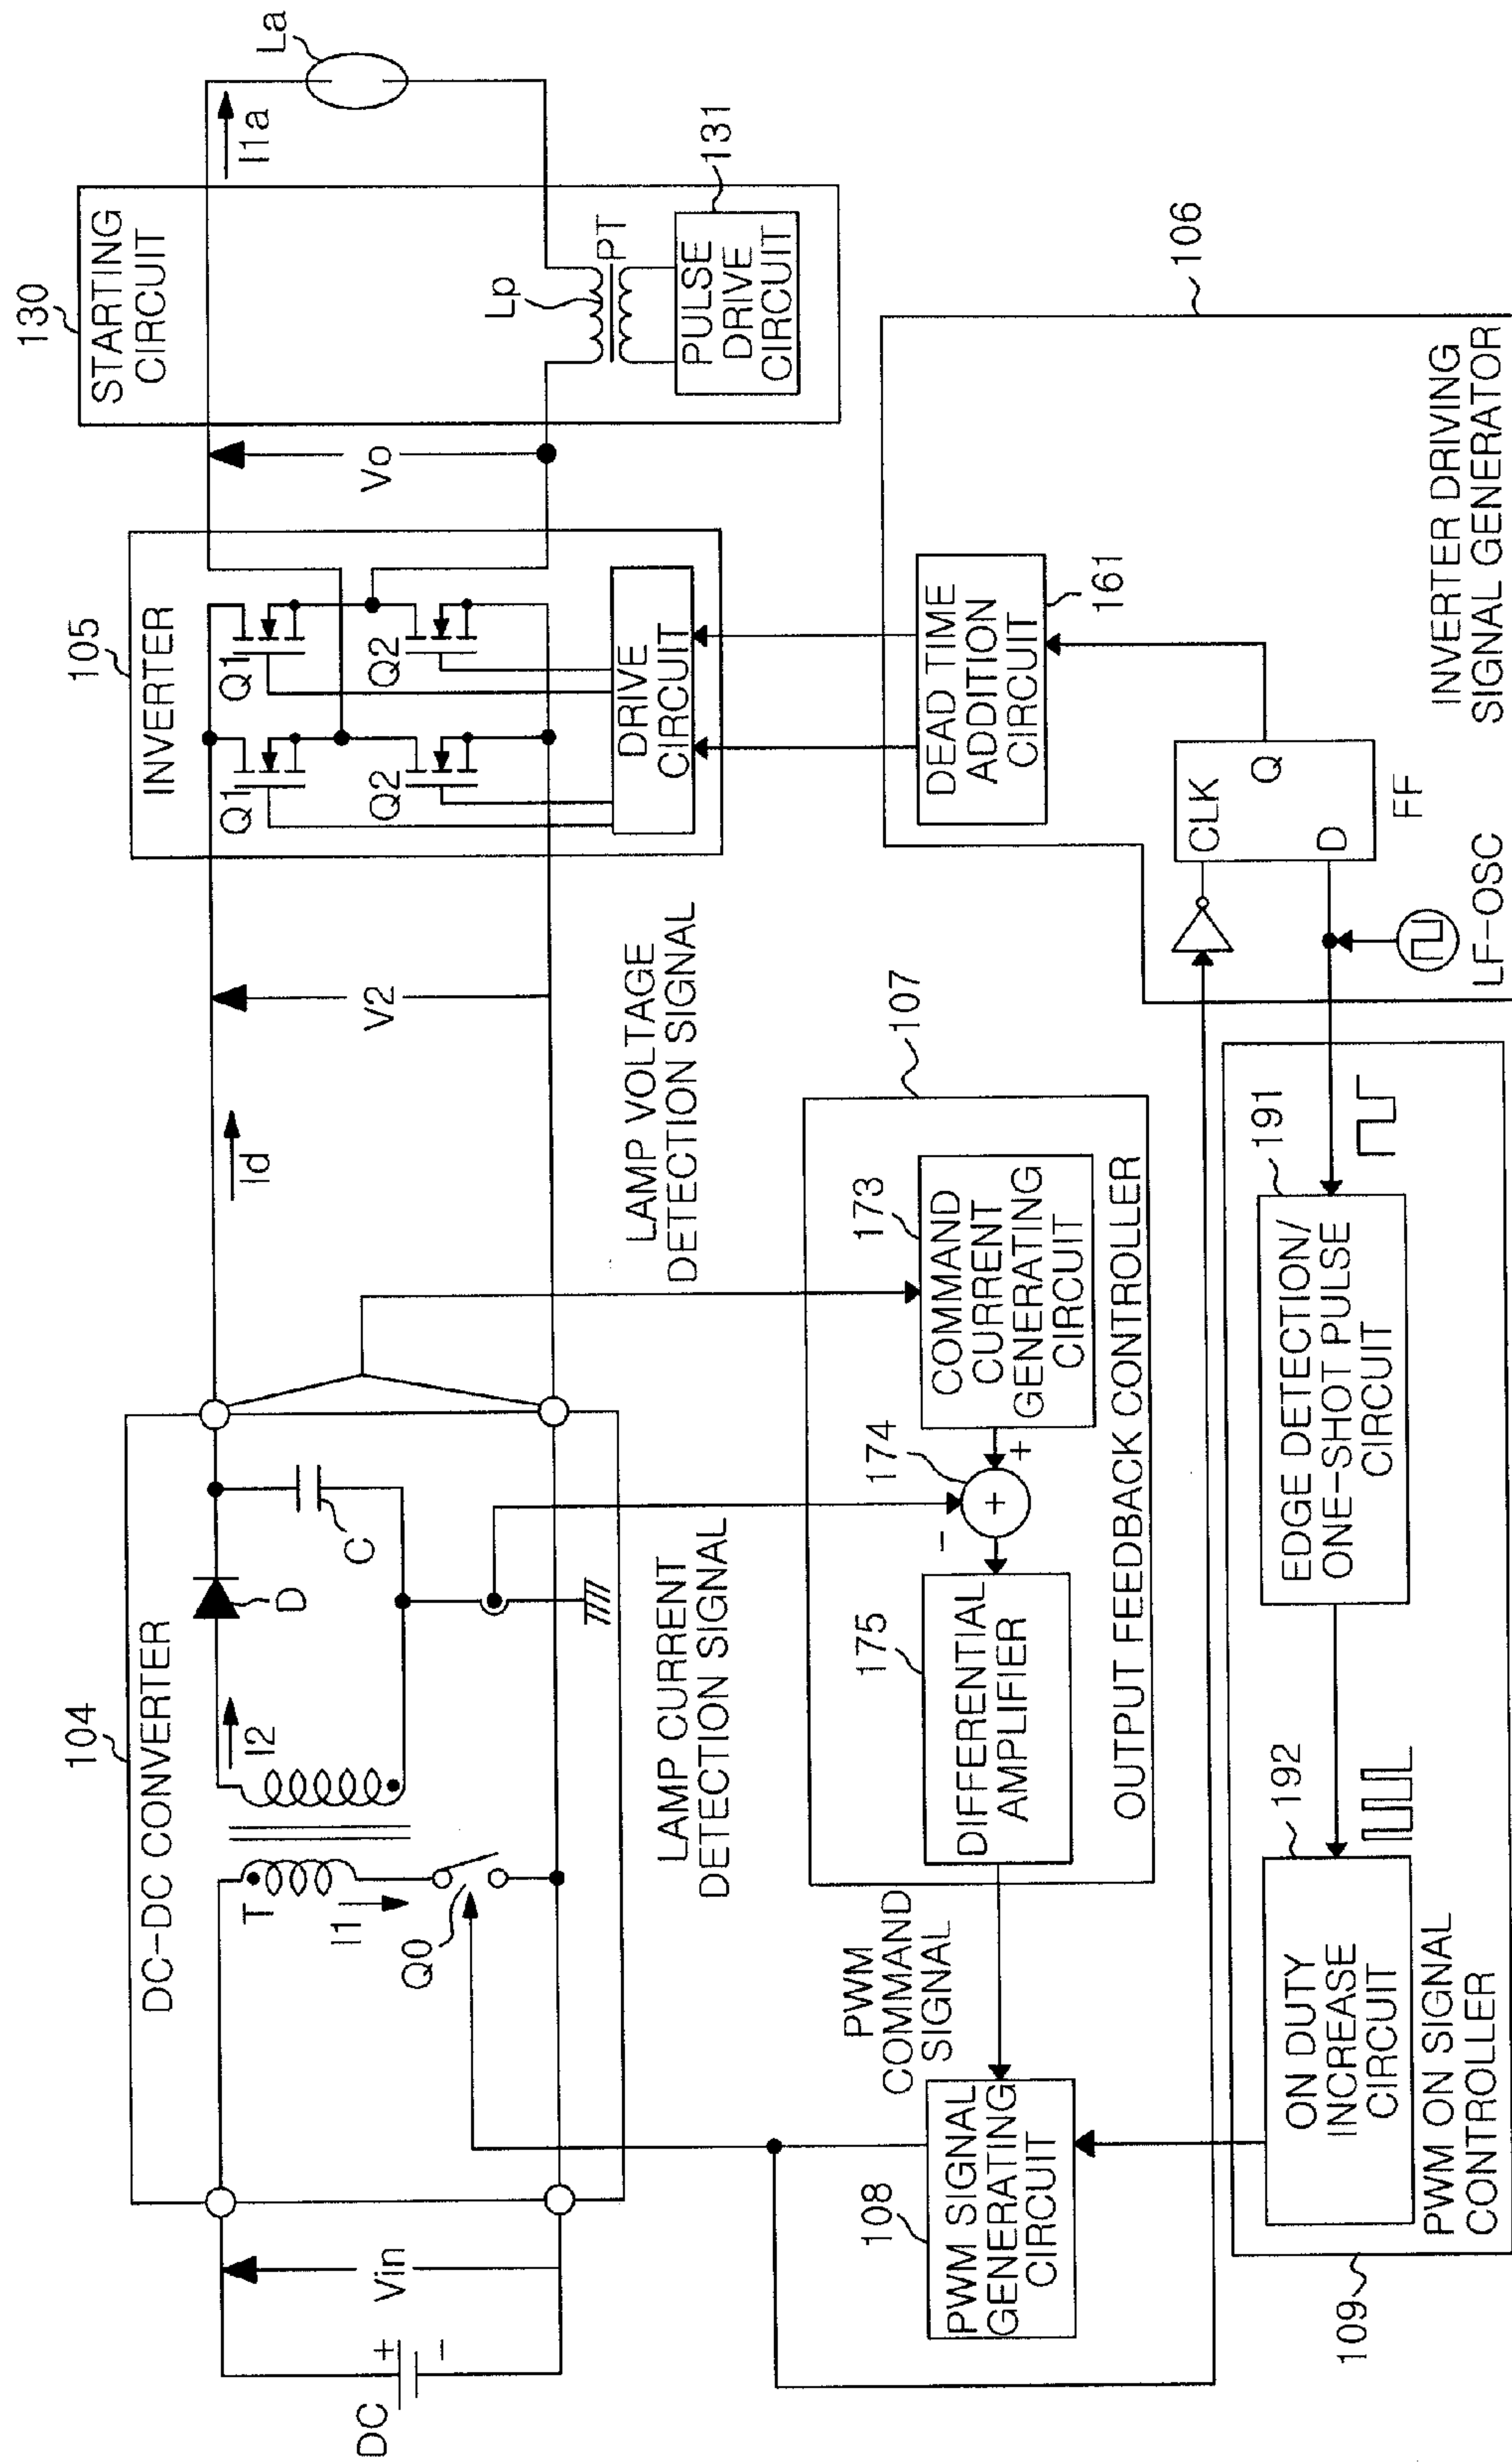 104
DC-DC CONVERTER
DC
+
-
Vin
T
I1
I2
Q0
D
C
Id
V2
105
INVERTER
Q1
Q1
Q2
Q2
DRIVE
CIRCUIT
Vo
130
STARTING
CIRCUIT
Lp
PT
PULSE
DRIVE
CIRCUIT
131
I1a
La
LAMP CURRENT
DETECTION SIGNAL
LAMP VOLTAGE
DETECTION SIGNAL
PWM
COMMAND
SIGNAL
108
PWM SIGNAL
GENERATING
CIRCUIT
107
175
DIFFERENTIAL
AMPLIFIER
174
-
+
+
173
COMMAND
CURRENT
GENERATING
CIRCUIT
OUTPUT FEEDBACK CONTROLLER
DEAD TIME
ADDITION
CIRCUIT
161
106
CLK
Q
D
FF
LF-OSC
INVERTER DRIVING
SIGNAL GENERATOR
109
192
ON DUTY
INCREASE
CIRCUIT
191
EDGE DETECTION/
ONE-SHOT PULSE
CIRCUIT
PWM ON SIGNAL
CONTROLLER